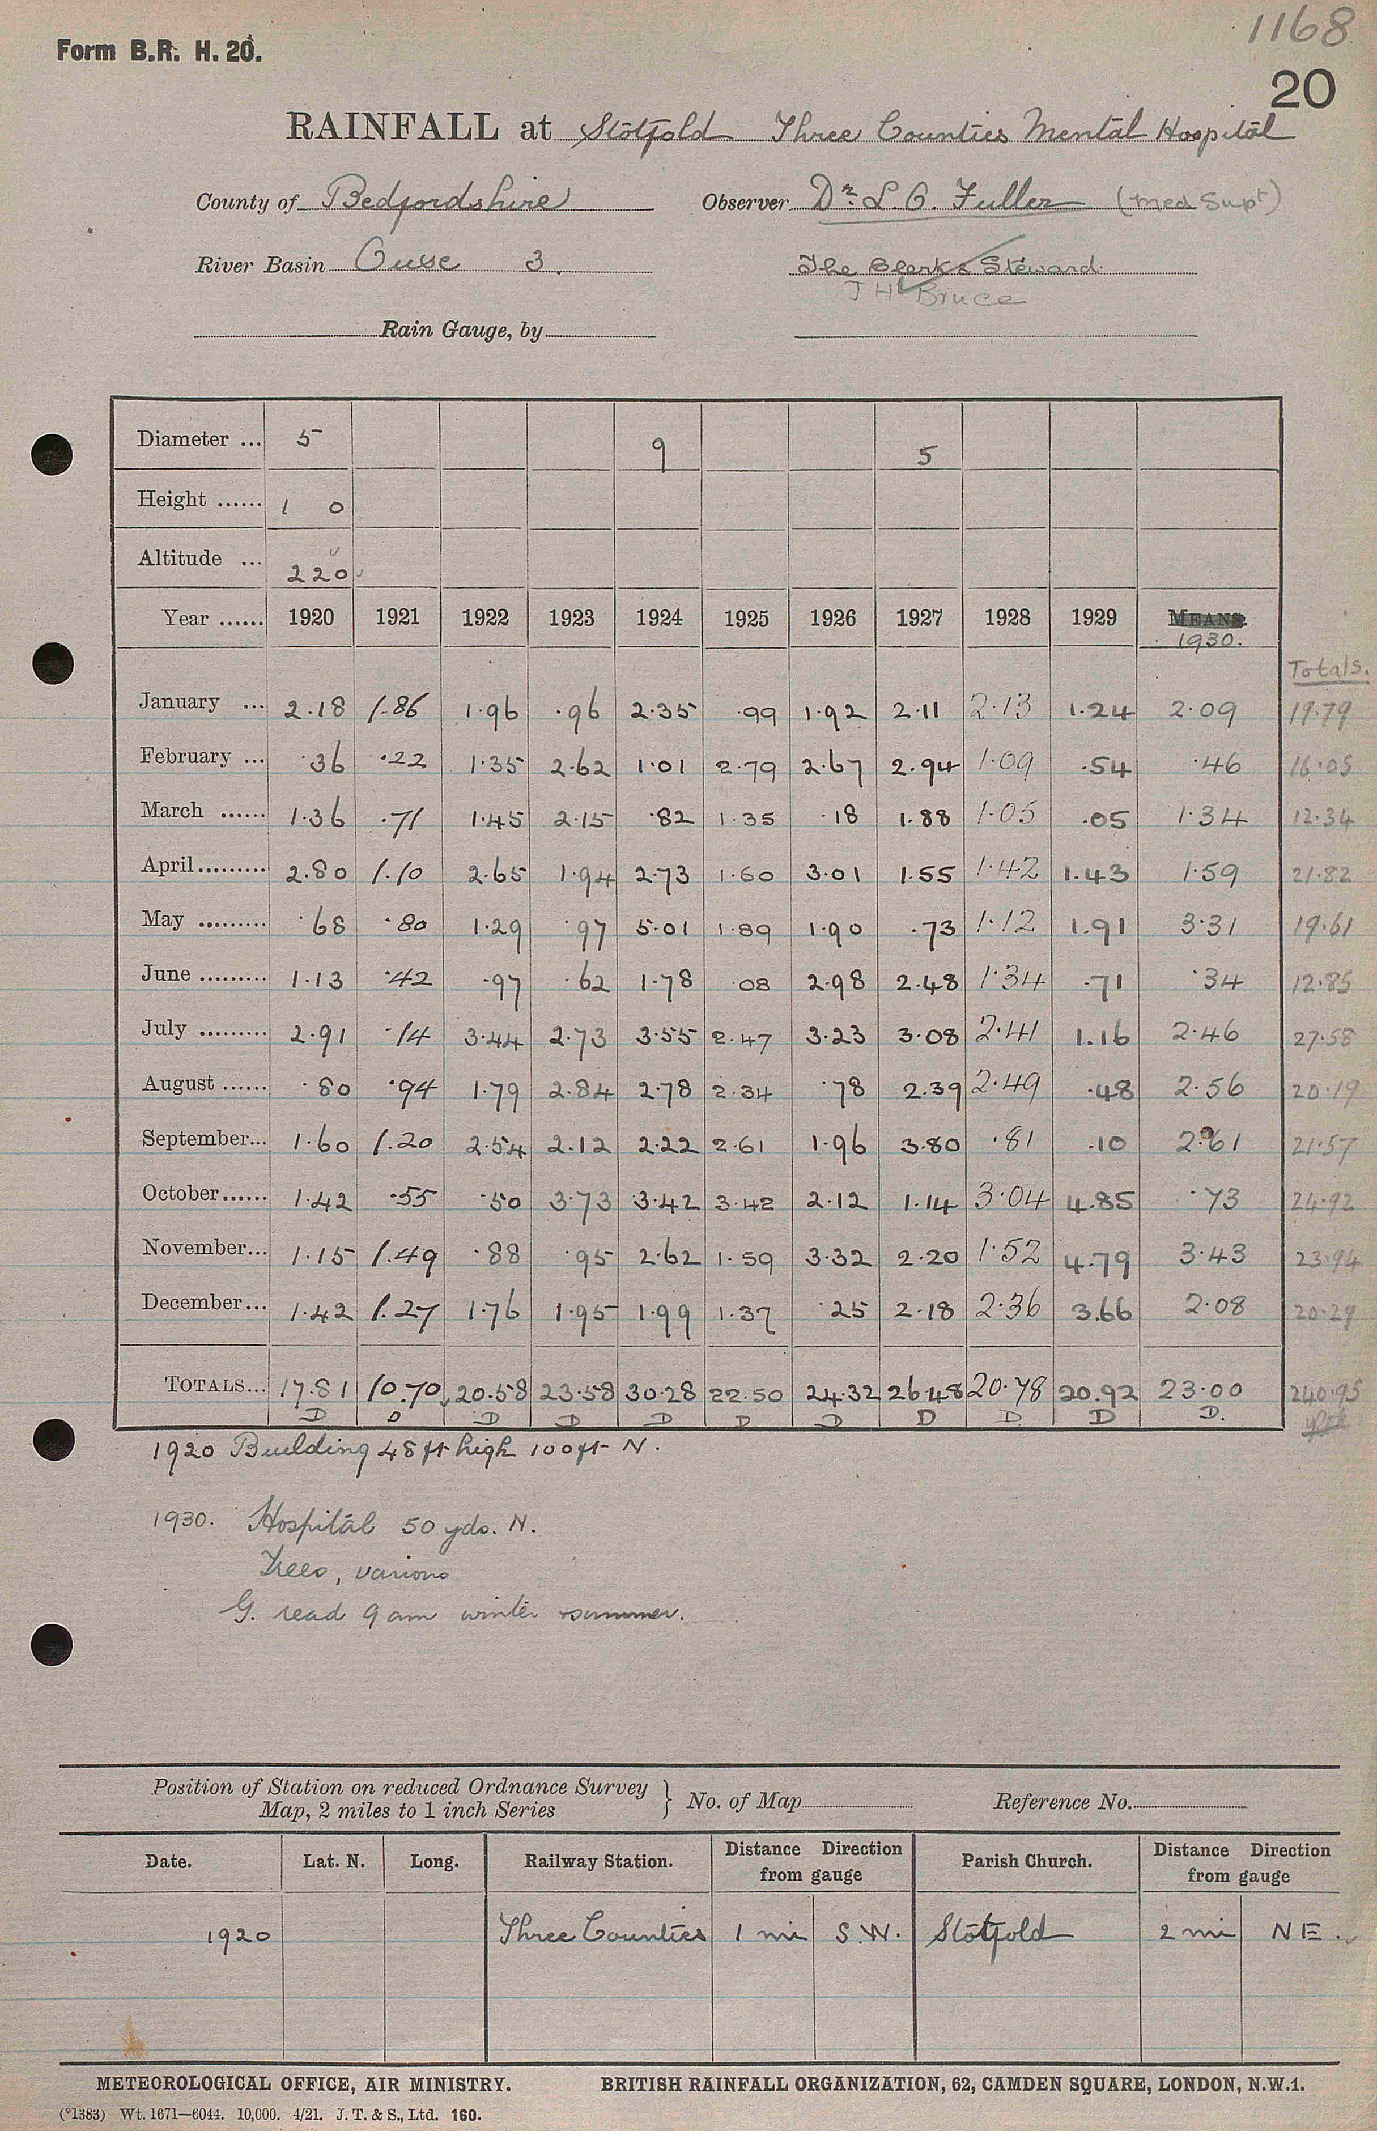 1168
Form B.R. H. 20.
20
RAINFALL at Stotfold Three Counties Mental Hospital
County of Bedfordshire Observer Dr. L O. Fuller (Med Supt)
River Basin Ouse 3. The Clerk & Steward.
J H Bruce
Rain Gauge, by
Diameter ... 5 9 5
Height ...... 1 0
Altitude ... 220
Year ...... 1920 1921 1922 1923 1924 1925 1926 1927 1928 1929 MEANS
1930.
Totals.
January ... 2.18 1.86 1.96 .96 2.35 .99 1.92 2.11 2.13 1.24 2.09 19.79
February ... .36 .22 1.35 2.62 1.01 2.79 2.67 2.94 1.09 .54 .46 16.05
March ...... 1.36 .71 1.45 2.15 .82 1.35 .18 1.88 1.05 .05 1.34 12.34
April......... 2.80 1.10 2.65 1.94 2.73 1.60 3.01 1.55 1.42 1.43 1.59 21.82
May ......... .68 .80 1.29 .97 5.01 1.89 1.90 .73 1.12 1.91 3.31 19.61
June ......... 1.13 .42 .97 .62 1.78 .08 2.98 2.48 1.34 .71 .34 12.85
July ......... 2.91 .14 3.44 2.73 3.55 2.47 3.23 3.08 2.41 1.16 2.46 27.58
August ...... .80 .94 1.79 2.84 2.78 2.34 .78 2.39 2.49 .48 2.56 20.19
September... 1.60 1.20 2.54 2.12 2.22 2.61 1.96 3.80 .81 .10 2.61 21.57
October...... 1.42 .55 .50 3.73 3.42 3.42 2.12 1.14 3.04 4.85 .73 24.92
November... 1.15 1.49 .88 .95 2.62 1.59 3.32 2.20 1.52 4.79 3.43 23.94
December... 1.42 1.27 1.76 1.95 1.99 1.37 .25 2.18 2.36 3.66 2.08 20.29
TOTALS... 17.81 10.70 20.58 23.58 30.28 22.50 24.32 26.48 20.78 20.92 23.00 240.95
D D D D D D D D D. D D.
1920 Building 48 ft high 100 ft N.
1930. Hospital 50 yds. N.
Trees, various
G. read 9 am winter + summer.
Position of Station on reduced Ordnance Survey
Map, 2 miles to 1 inch Series } No. of Map Reference No.
Date. Lat. N. Long. Railway Station. Distance Direction from gauge Parish Church. Distance Direction from gauge
1920 Three Counties 1 mi S.W. Stotfold 2 mi NE.
METEOROLOGICAL OFFICE, AIR MINISTRY. BRITISH RAINFALL ORGANIZATION, 62, CAMDEN SQUARE, LONDON, N.W.1.
(*1383) Wt. 1671—6044. 10,000. 4/21. J. T. & S., Ltd. 160.